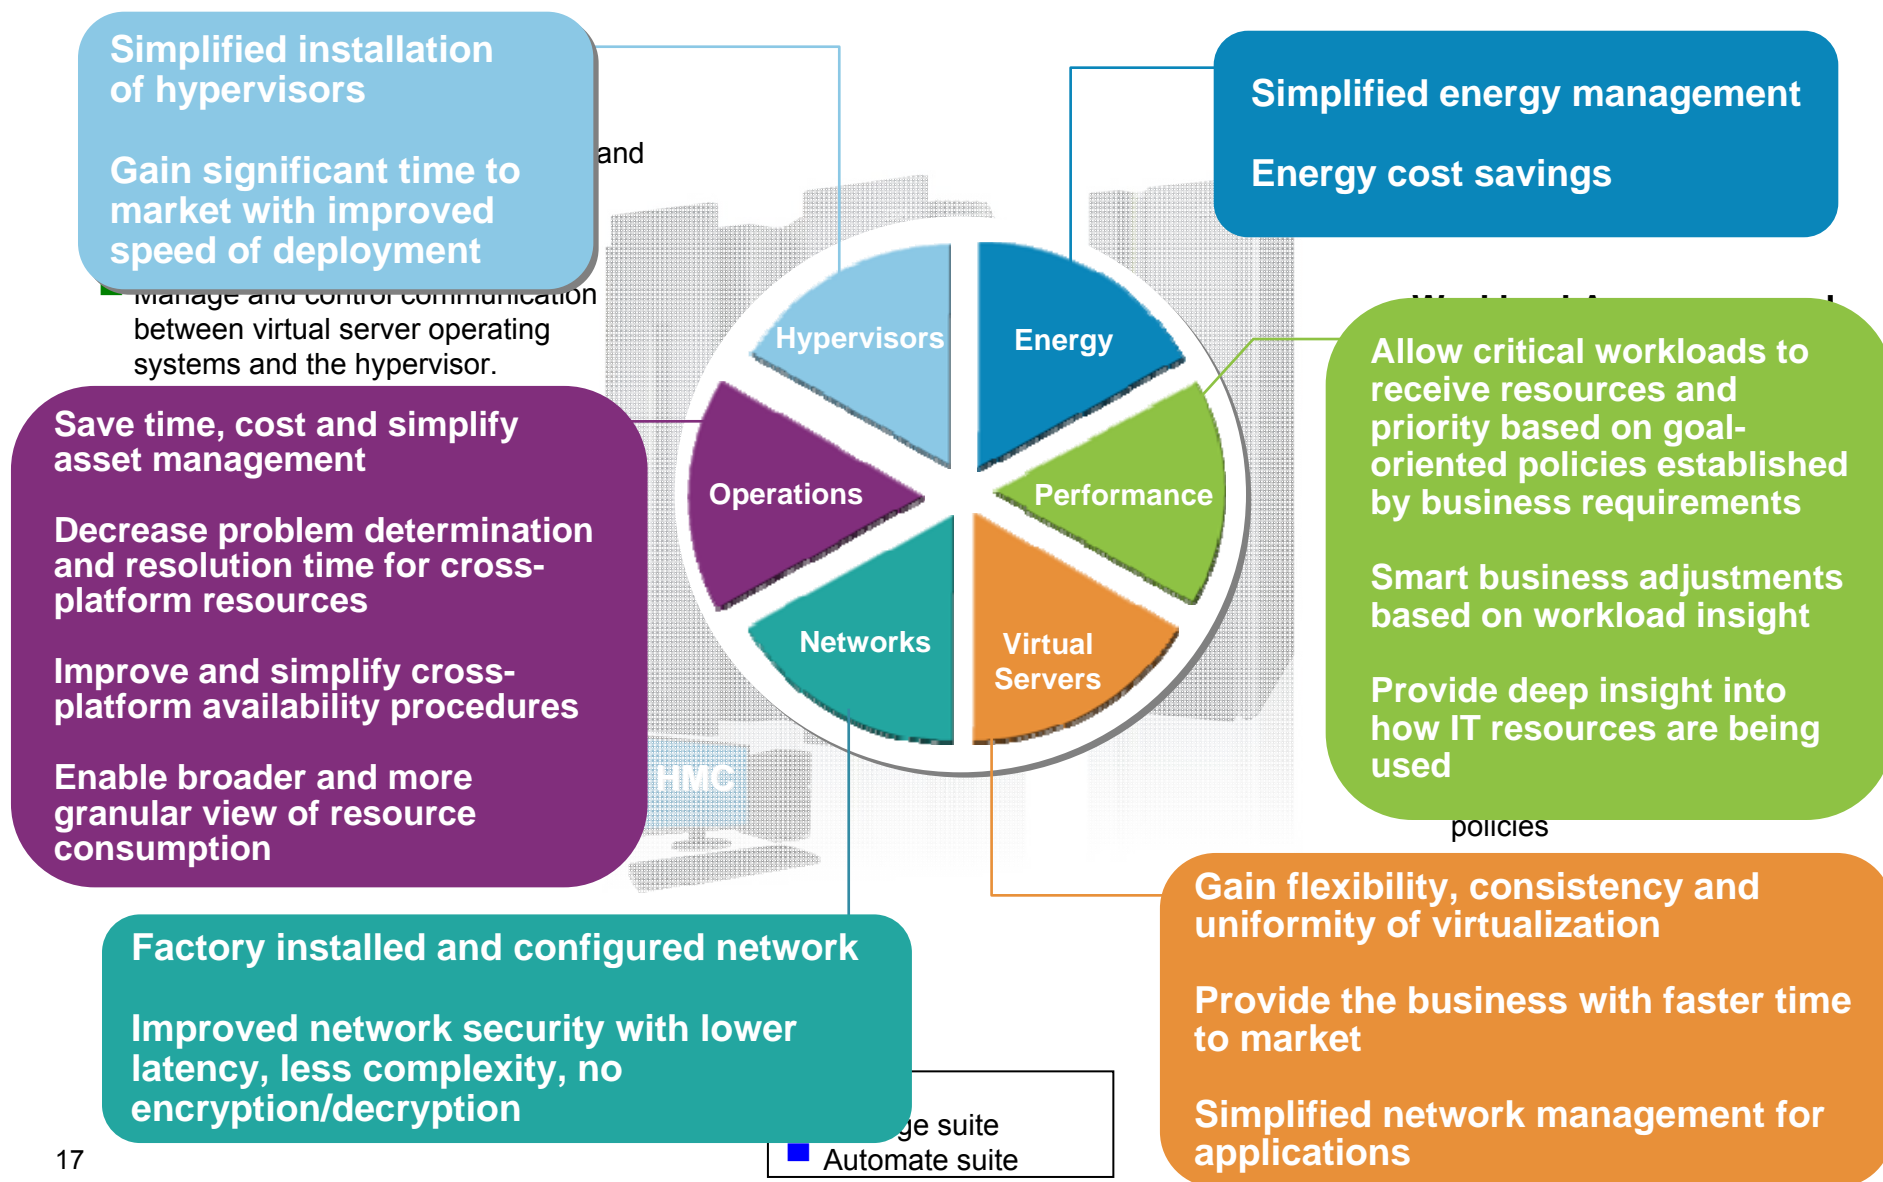 Simplified installation
of hypervisors
Gain significant time to
market with improved
speed of deployment
and
Manage and control communication
between virtual server operating
systems and the hypervisor.
Simplified energy management
Energy cost savings
Hypervisors
Energy
Operations
Performance
Networks
Virtual
Servers
HMC
Save time, cost and simplify
asset management
Decrease problem determination
and resolution time for cross-
platform resources
Improve and simplify cross-
platform availability procedures
Enable broader and more
granular view of resource
consumption
Allow critical workloads to
receive resources and
priority based on goal-
oriented policies established
by business requirements
Smart business adjustments
based on workload insight
Provide deep insight into
how IT resources are being
used
policies
Factory installed and configured network
Improved network security with lower
latency, less complexity, no
encryption/decryption
Gain flexibility, consistency and
uniformity of virtualization
Provide the business with faster time
to market
Simplified network management for
applications
suite
Automate suite
17